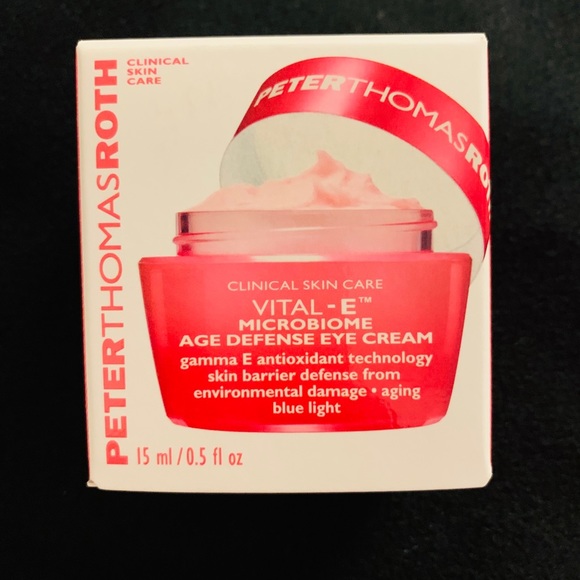 PETERTHOMASROTH
CLINICAL
SKIN
CARE
PETERTHOMASRO
CLINICAL SKIN CARE
VITAL-E™
MICROBIOME
AGE DEFENSE EYE CREAM
gamma E antioxidant technology
skin barrier defense from
environmental damage • aging
blue light
15 ml / 0.5 fl oz